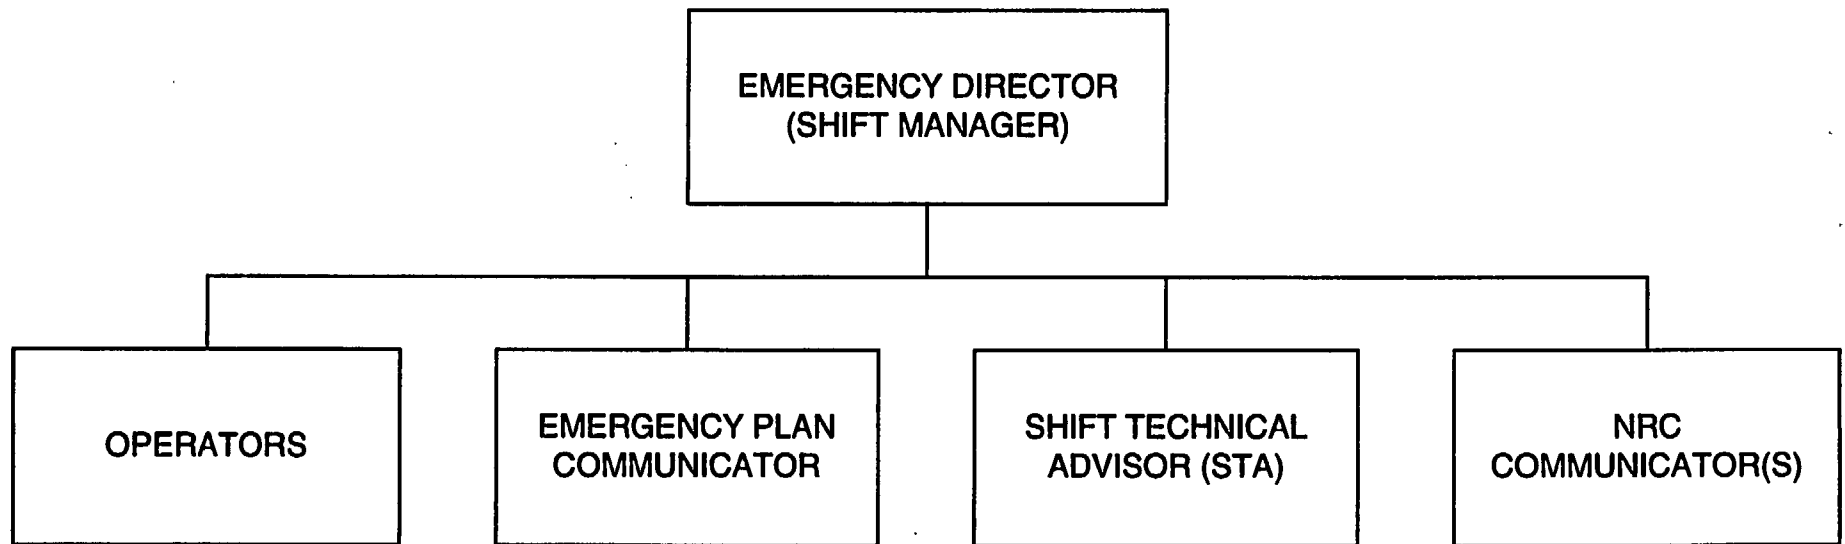 EMERGENCY DIRECTOR
(SHIFT MANAGER)
OPERATORS
EMERGENCY PLAN
COMMUNICATOR
SHIFT TECHNICAL
ADVISOR (STA)
NRC
COMMUNICATOR(S)